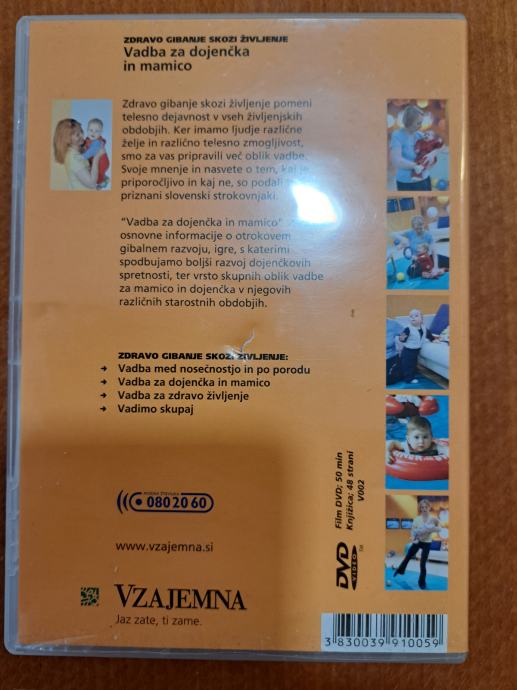 ZDRAVO GIBANJE SKOZI ŽIVLJENJE
Vadba za dojenčka
in mamico
Zdravo gibanje skozi življenje pomeni
telesno dejavnost v vseh življenjskih
obdobjih. Ker imamo ljudje različne
želje in različno telesno zmogljivost,
smo za vas pripravili več oblik vadbe.
Svoje mnenje in nasvete o tem, kaj je
priporočljivo in kaj ne, so podali
priznani slovenski strokovnjaki.
"Vadba za dojenčka in mamico"
osnovne informacije o otrokovem
gibalnem razvoju, igre, s katerimi
spodbujamo boljši razvoj dojenčkovih
spretnosti, ter vrsto skupnih oblik vadbe
za mamico in dojenčka v njegovih
različnih starostnih obdobjih.
ZDRAVO GIBANJE SKOZI ŽIVLJENJE:
→ Vadba med nosečnostjo in po porodu
→ Vadba za dojenčka in mamico
→ Vadba za zdravo življenje
→ Vadimo skupaj
080 20 60
www.vzajemna.si
VZAJEMNA
Jaz zate, ti zame.
Film DVD; 50 min
Knjižica; 48 strani
V002
DVD
VIDEO
TM
3 830039 910059